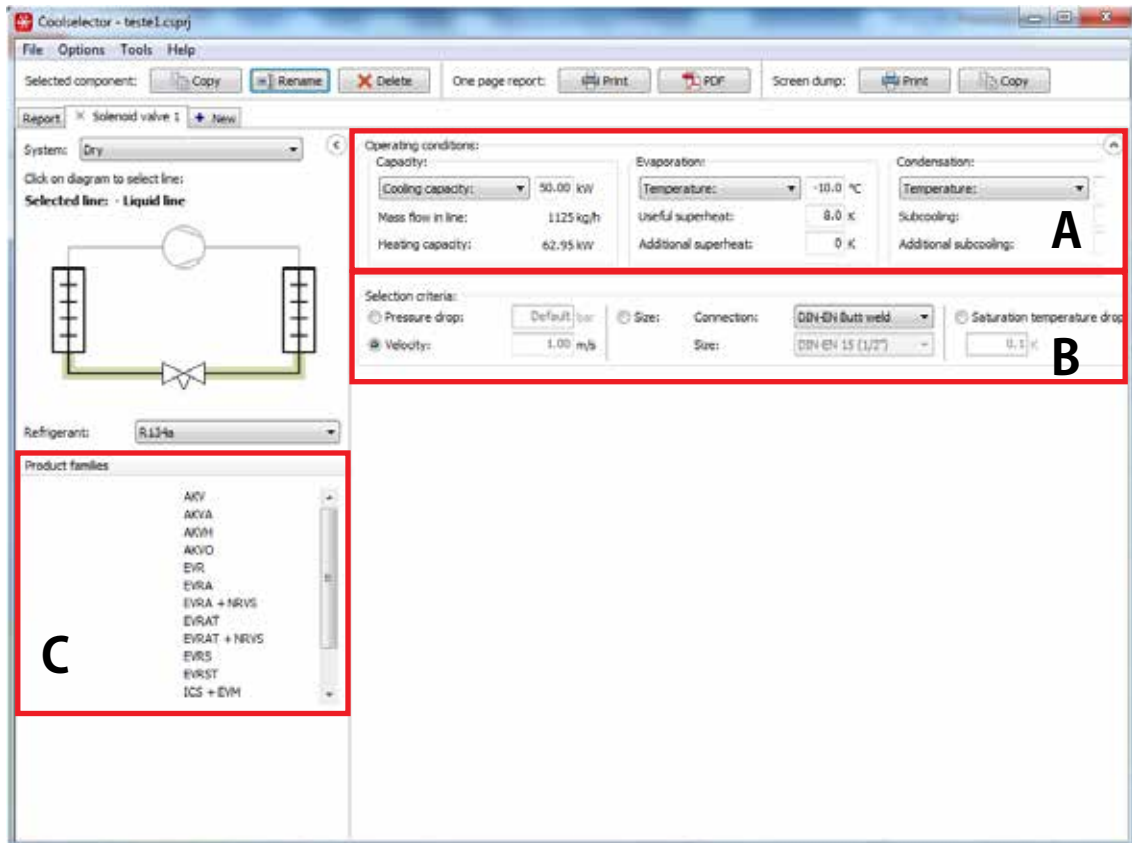 Coolselector - teste1.csprj
File Options Tools Help
Selected component: Copy Rename Delete One page report: Print PDF Screen dump: Print Copy
Report Solenoid valve 1 New
System: Dry
Click on diagram to select line:
Selected line: - Liquid line
Refrigerant: R134a
Operating conditions:
Capacity: Evaporation: Condensation:
Cooling capacity: 50.00 kW Temperature: -10.0 °C Temperature:
Mass flow in line: 1125 kg/h Useful superheat: 8.0 K Subcooling:
Heating capacity: 62.95 kW Additional superheat: 0 K Additional subcooling:
A
Selection criteria:
Pressure drop: Default bar Size: Connection: DIN-EN Butt weld Saturation temperature drop
Velocity: 1.00 m/s Size: DIN-EN 15 (1/2") 0.1 K
B
Product families
AKV
AKVA
AKVH
AKVO
EVR
EVRA
EVRA + NRVS
EVRAT
EVRAT + NRVS
EVRS
EVRST
ICS + EVM
C